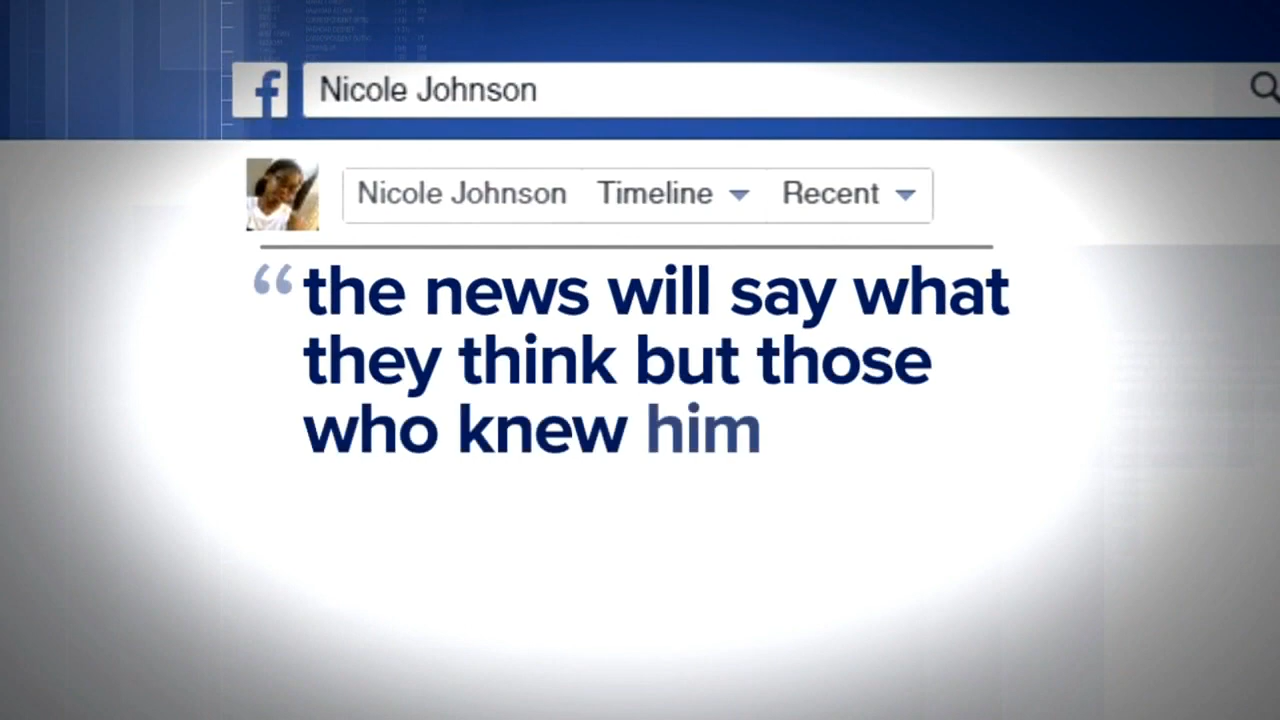 f Nicole Johnson
Nicole Johnson Timeline Recent
“the news will say what
they think but those
who knew him